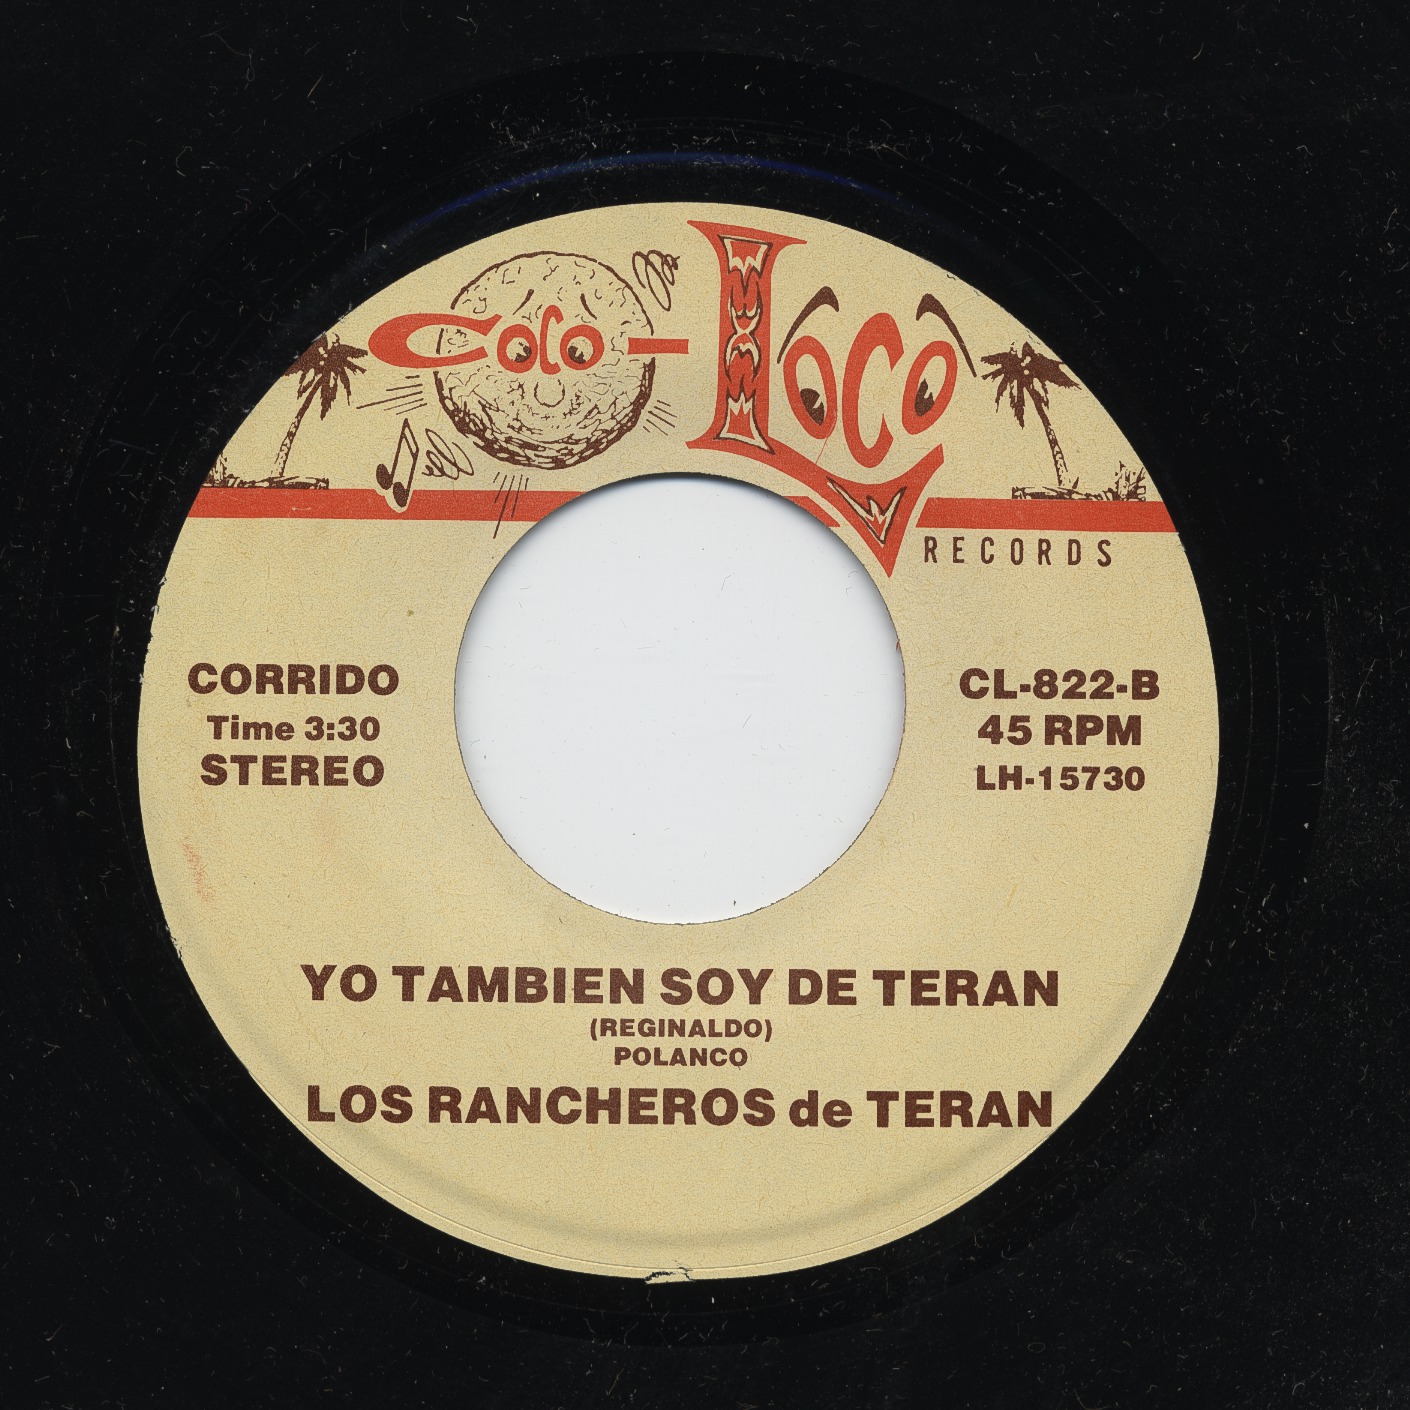 Coco-Loco
RECORDS
CORRIDO
Time 3:30
STEREO
CL-822-B
45 RPM
LH-15730
YO TAMBIEN SOY DE TERAN
(REGINALDO)
POLANCO
LOS RANCHEROS de TERAN